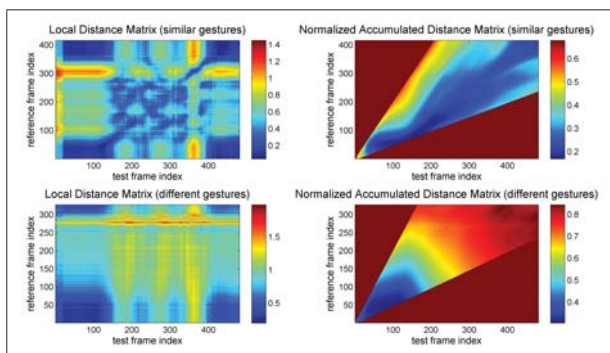 Local Distance Matrix (similar gestures)
Normalized Accumulated Distance Matrix (similar gestures)
reference frame index
400
300
200
100
100 200 300 400
test frame index
1.4
1.2
1
0.8
0.6
0.4
0.2
reference frame index
400
300
200
100
100 200 300 400
test frame index
0.6
0.5
0.4
0.3
0.2
Local Distance Matrix (different gestures)
Normalized Accumulated Distance Matrix (different gestures)
reference frame index
300
250
200
150
100
50
100 200 300 400
test frame index
1.5
1
0.5
reference frame index
300
250
200
150
100
50
100 200 300 400
test frame index
0.8
0.7
0.6
0.5
0.4